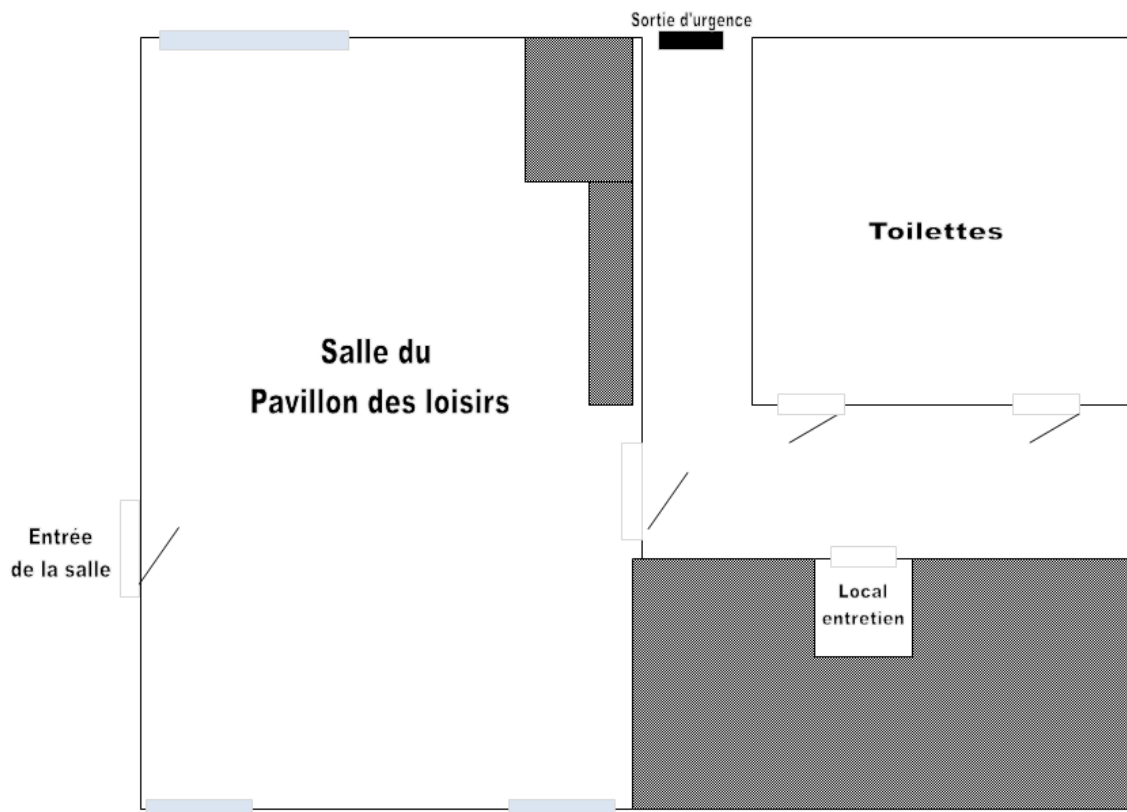 Sortie d'urgence
Toilettes
Salle du
Pavillon des loisirs
Entrée
de la salle
Local
entretien